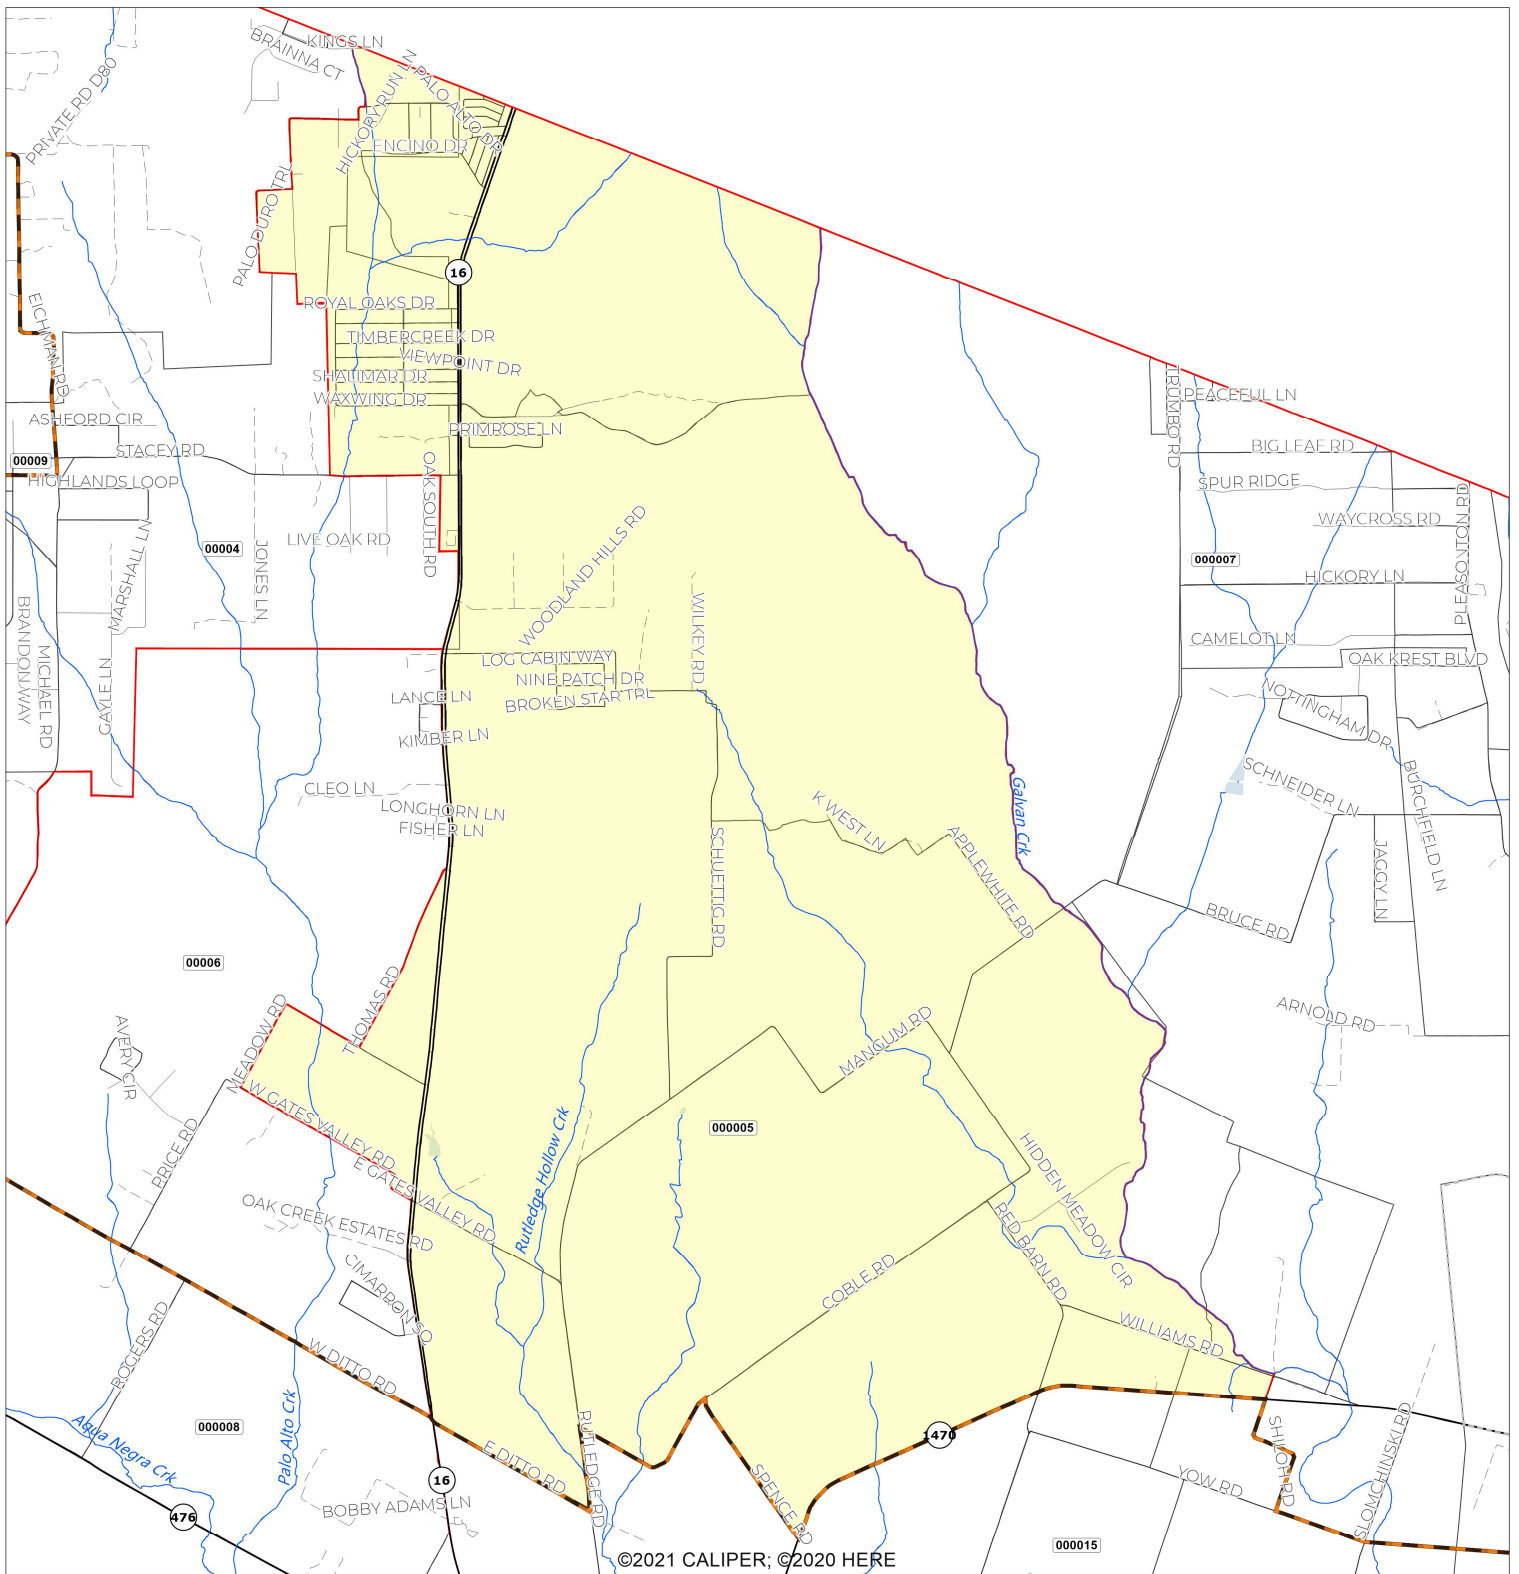 KINGS LN
BRAINNA CT
PRIVATE RD D80
HICKORY RUN
N PALO ALTO DR
ENCINO DR
PALO DURO TRL
16
ROYAL OAKS DR
TIMBERCREEK DR
VIEWPOINT DR
SHALIMAR DR
WAXWING DR
PRIMROSE LN
EICHMAN RD
ASHFORD CIR
STACEY RD
00009
HIGHLANDS LOOP
OAK SOUTH RD
LIVE OAK RD
00004
JONES LN
MARSHALL LN
BRANDON WAY
MICHAEL RD
GAYLE LN
WOODLAND HILLS RD
WILKEY RD
LOG CABIN WAY
NINE PATCH DR
BROKEN STAR TRL
LANCE LN
KIMBER LN
CLEO LN
LONGHORN LN
FISHER LN
TRUMBO RD
PEACEFUL LN
BIG LEAF RD
SPUR RIDGE
WAYCROSS RD
PLEASONTON RD
000007
HICKORY LN
CAMELOT LN
OAK KREST BLVD
NOTINGHAM DR
SCHNEIDER LN
BURCHFIELD LN
JAGGY LN
BRUCE RD
ARNOLD RD
Galvan Crk
K WEST LN
APPLEWHITE RD
SCHUETTIG RD
MANGUM RD
00006
THOMAS RD
MEADOW RD
AVERY CIR
PRICE RD
W GATES VALLEY RD
E GATES VALLEY RD
OAK CREEK ESTATES RD
CIMARRON SQ
Rutledge Hollow Crk
000005
HIDDEN MEADOW CIR
RED BARN RD
COBLE RD
WILLIAMS RD
ROGERS RD
W DITTO RD
Palo Alto Crk
000008
Aqua Negra Crk
476
16
BOBBY ADAMS LN
E DITTO RD
RUTLEDGE RD
SPENCE RD
1470
SHILOH RD
YOW RD
SLOMCHINSKI RD
000015
©2021 CALIPER; ©2020 HERE